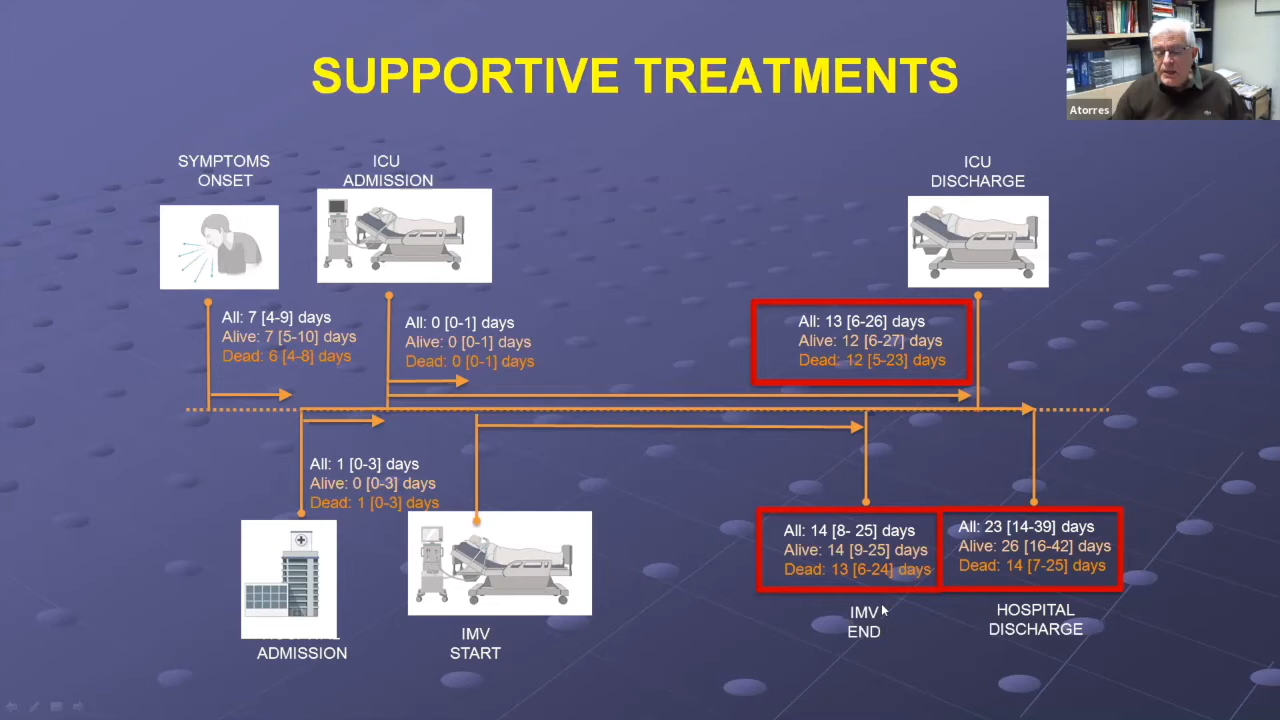 SUPPORTIVE TREATMENTS
Atorres
SYMPTOMS
ONSET
ICU
ADMISSION
ICU
DISCHARGE
All: 7 [4-9] days
Alive: 7 [5-10] days
Dead: 6 [4-8] days
All: 0 [0-1] days
Alive: 0 [0-1] days
Dead: 0 [0-1] days
All: 13 [6-26] days
Alive: 12 [6-27] days
Dead: 12 [5-23] days
All: 1 [0-3] days
Alive: 0 [0-3] days
Dead: 1 [0-3] days
All: 14 [8- 25] days
Alive: 14 [9-25] days
Dead: 13 [6-24] days
All: 23 [14-39] days
Alive: 26 [16-42] days
Dead: 14 [7-25] days
ADMISSION
IMV
START
IMV
END
HOSPITAL
DISCHARGE